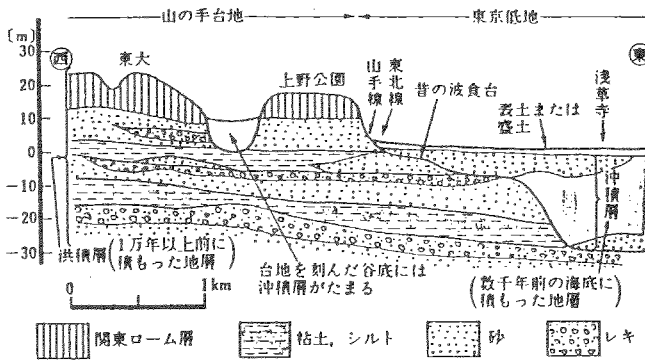 山の手台地
東京低地
〔m〕
30
20
10
0
−10
−20
−30
西
東
東大
上野公園
山手線
東北線
昔の波食台
表土または
盛土
浅草寺
沖積層
洪積層(1万年以上前に
積もった地層)
台地を刻んだ谷底には
沖積層がたまる
(数千年前の海底に
積もった地層)
0 1 km
関東ローム層
粘土,シルト
砂
レキ